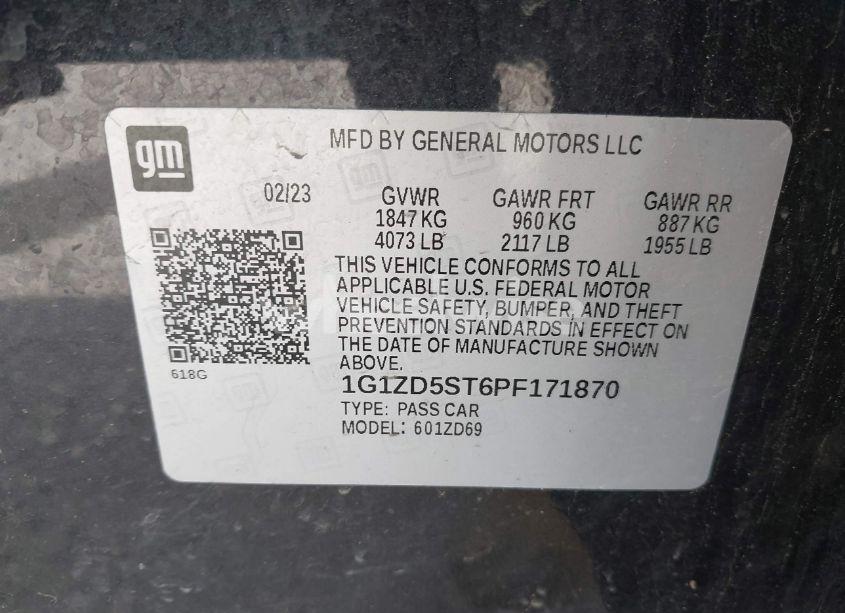 gm
MFD BY GENERAL MOTORS LLC
02/23
GVWR
1847 KG
4073 LB
GAWR FRT
960 KG
2117 LB
GAWR RR
887 KG
1955 LB
THIS VEHICLE CONFORMS TO ALL
APPLICABLE U.S. FEDERAL MOTOR
VEHICLE SAFETY, BUMPER, AND THEFT
PREVENTION STANDARDS IN EFFECT ON
THE DATE OF MANUFACTURE SHOWN
ABOVE.
618G
1G1ZD5ST6PF171870
TYPE: PASS CAR
MODEL: 601ZD69